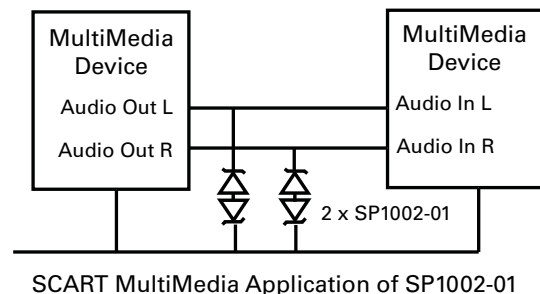 MultiMedia
Device
Audio Out L
Audio Out R
MultiMedia
Device
Audio In L
Audio In R
2 x SP1002-01
SCART MultiMedia Application of SP1002-01